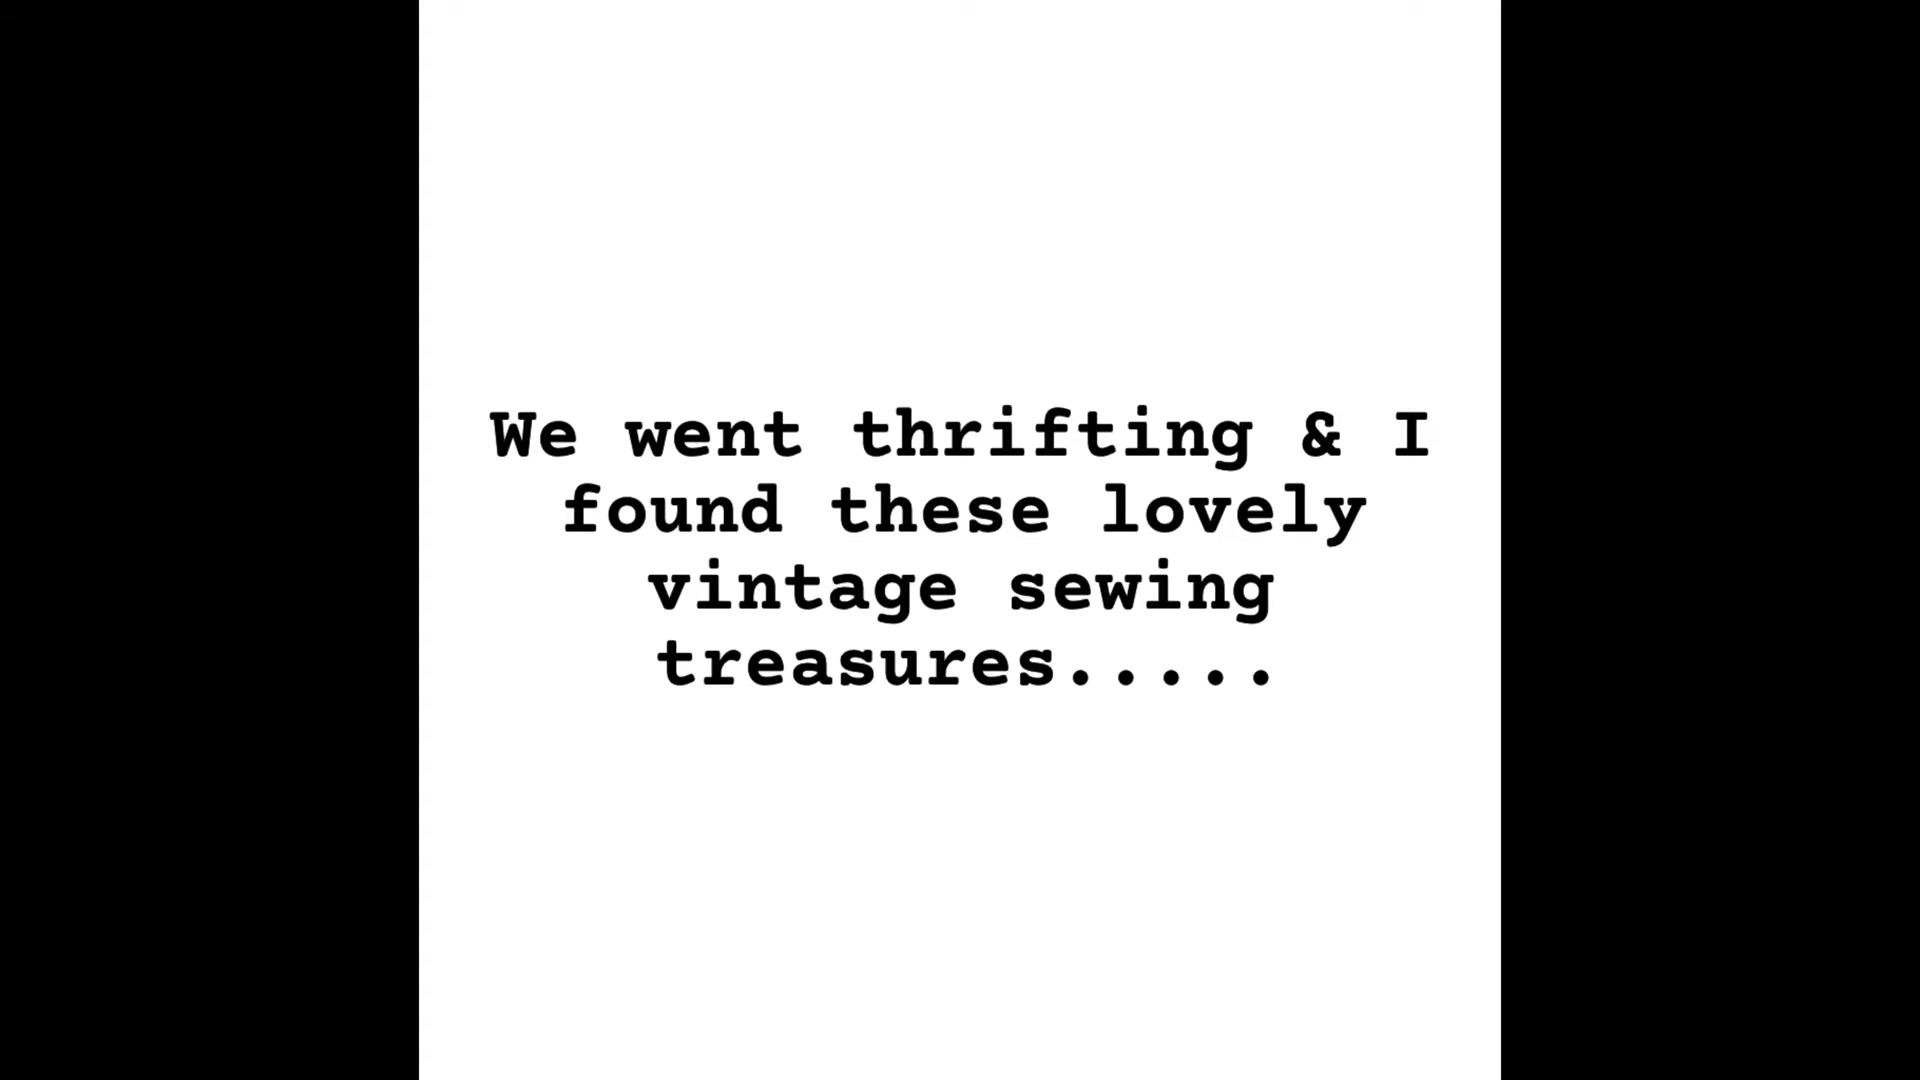 We went thrifting & I
found these lovely
vintage sewing
treasures.....